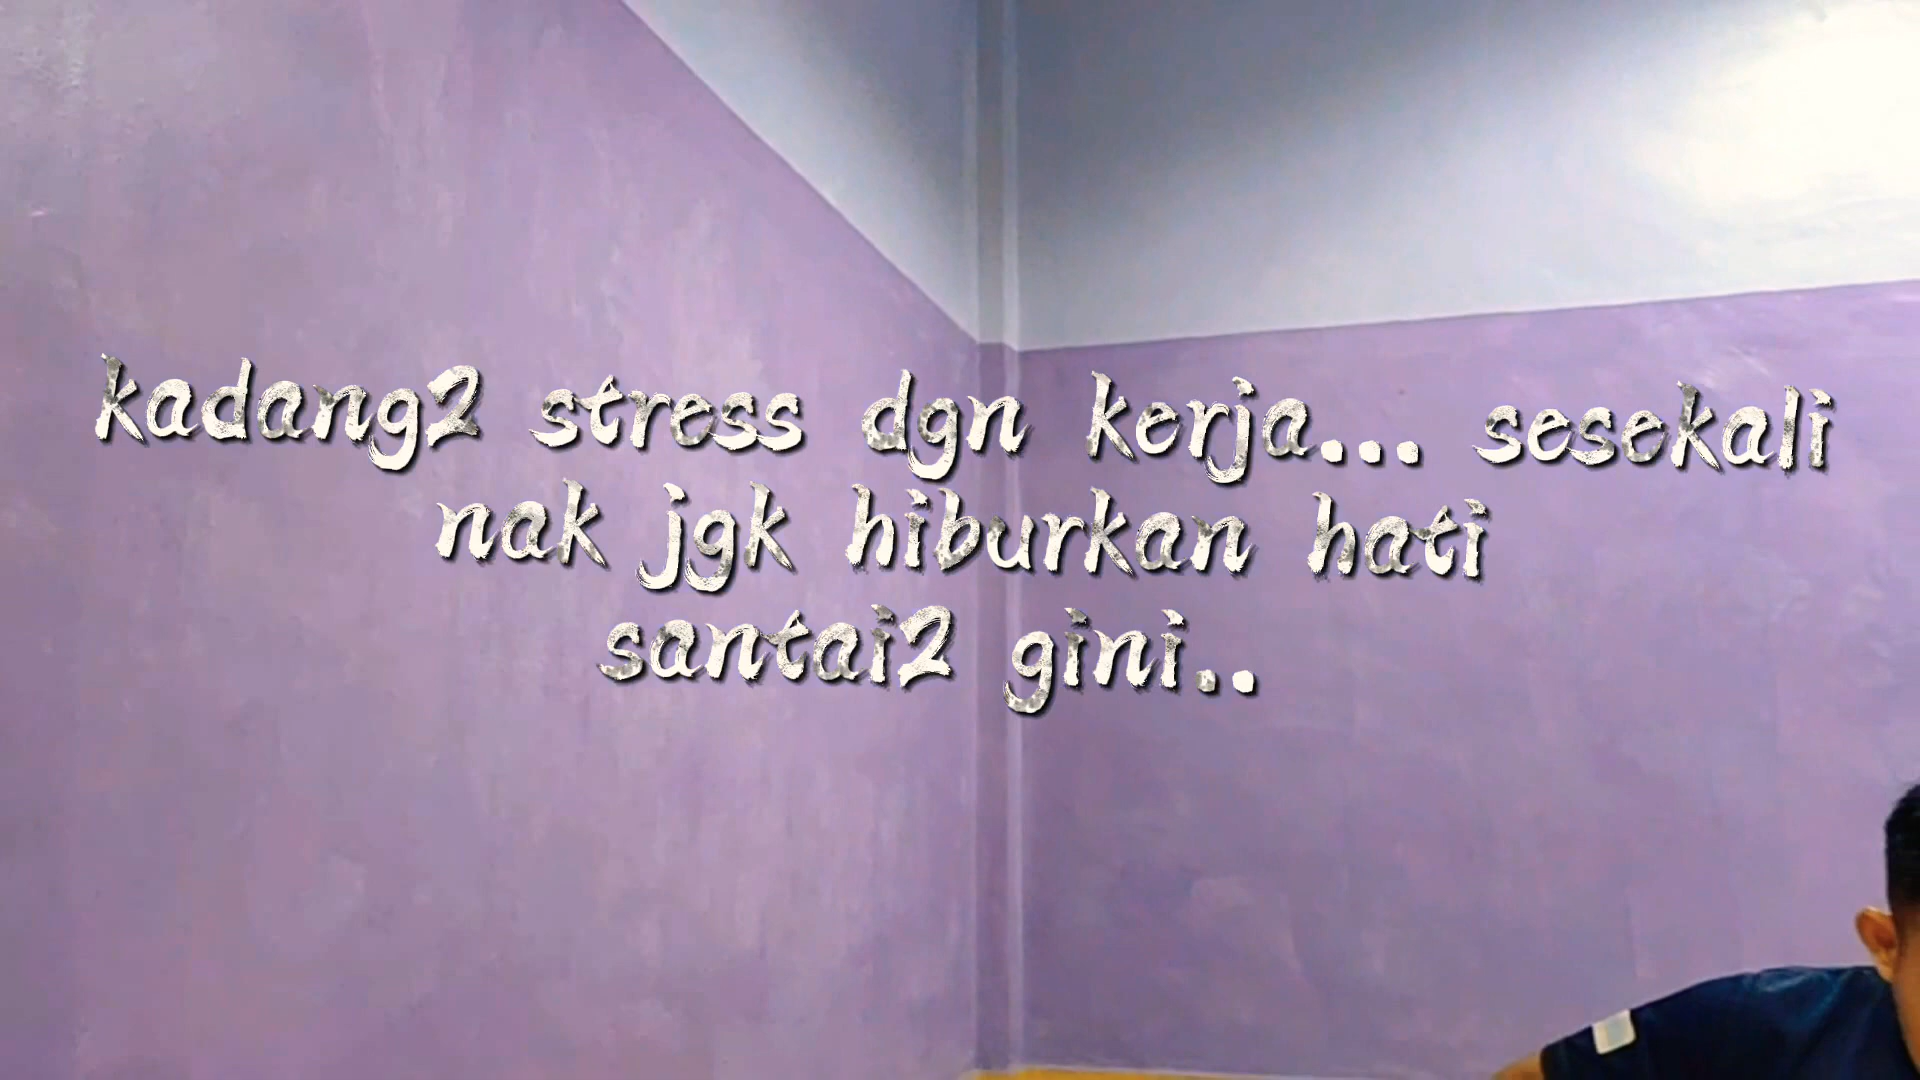 kadang2 stress dgn kerja... sesekali
nak jgk hiburkan hati
santai2 gini..